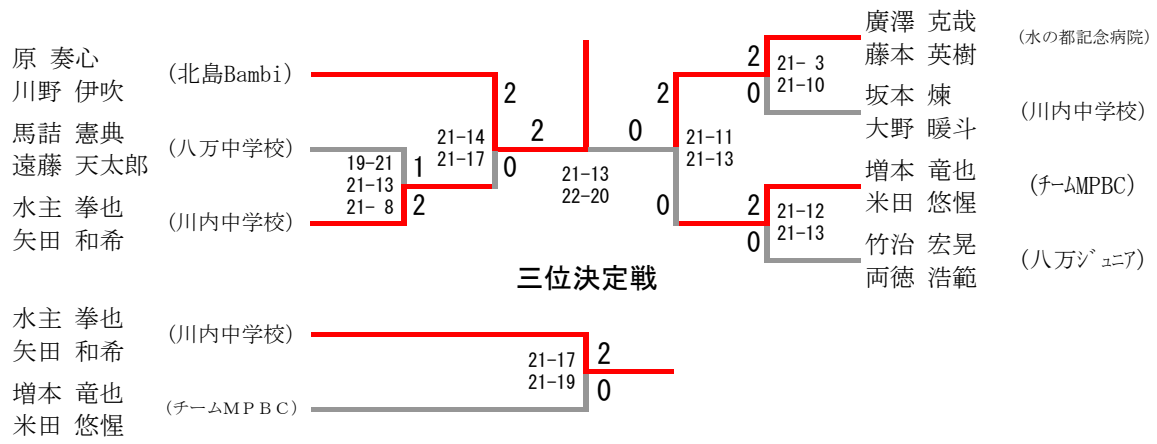 原 奏心
川野 伊吹
(北島Bambi)
馬詰 憲典
遠藤 天太郎
(八万中学校)
水主 拳也
矢田 和希
(川内中学校)
19-21
21-13
21- 8
1
2
21-14
21-17
2
0
2
0
21-13
22-20
2
0
21-11
21-13
2
0
21- 3
21-10
2
0
21-12
21-13
廣澤 克哉
藤本 英樹
(水の都記念病院)
坂本 煉
大野 暖斗
(川内中学校)
増本 竜也
米田 悠惺
(ﾁｰﾑMPBC)
竹治 宏晃
両徳 浩範
(八万ｼﾞｭﾆｱ)
三位決定戦
水主 拳也
矢田 和希
(川内中学校)
増本 竜也
米田 悠惺
(チームＭＰＢＣ)
21-17
21-19
2
0